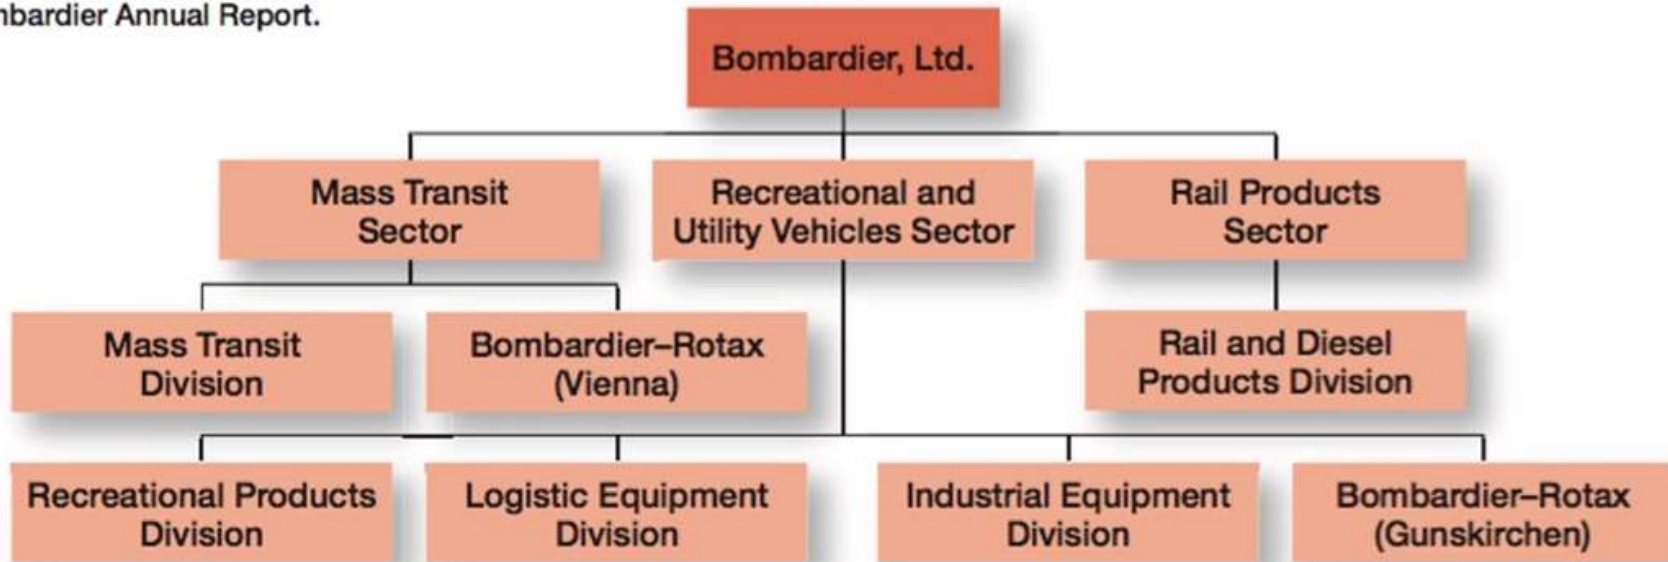 nbardier Annual Report.
Bombardier, Ltd.
Mass Transit
Sector
Recreational and
Utility Vehicles Sector
Rail Products
Sector
Mass Transit
Division
Bombardier–Rotax
(Vienna)
Rail and Diesel
Products Division
Recreational Products
Division
Logistic Equipment
Division
Industrial Equipment
Division
Bombardier–Rotax
(Gunskirchen)